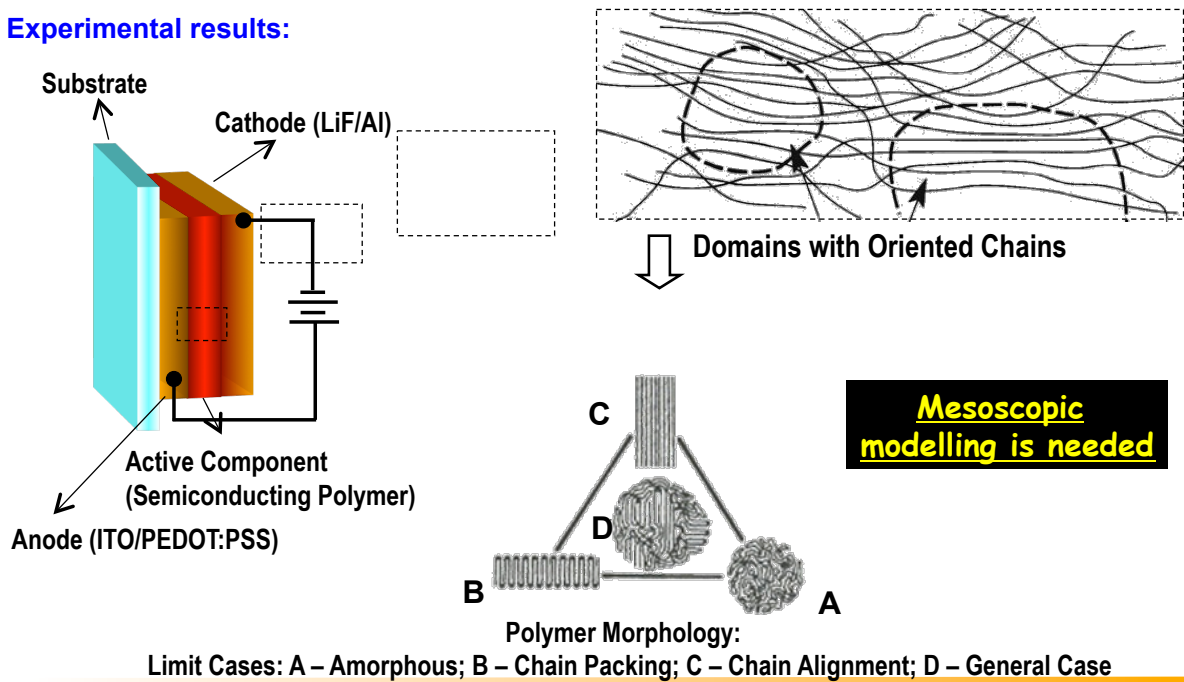 Experimental results:
Substrate
Cathode (LiF/Al)
Domains with Oriented Chains
Active Component
(Semiconducting Polymer)
Anode (ITO/PEDOT:PSS)
C
D
B
A
Mesoscopic
modelling is needed
Polymer Morphology:
Limit Cases: A – Amorphous; B – Chain Packing; C – Chain Alignment; D – General Case